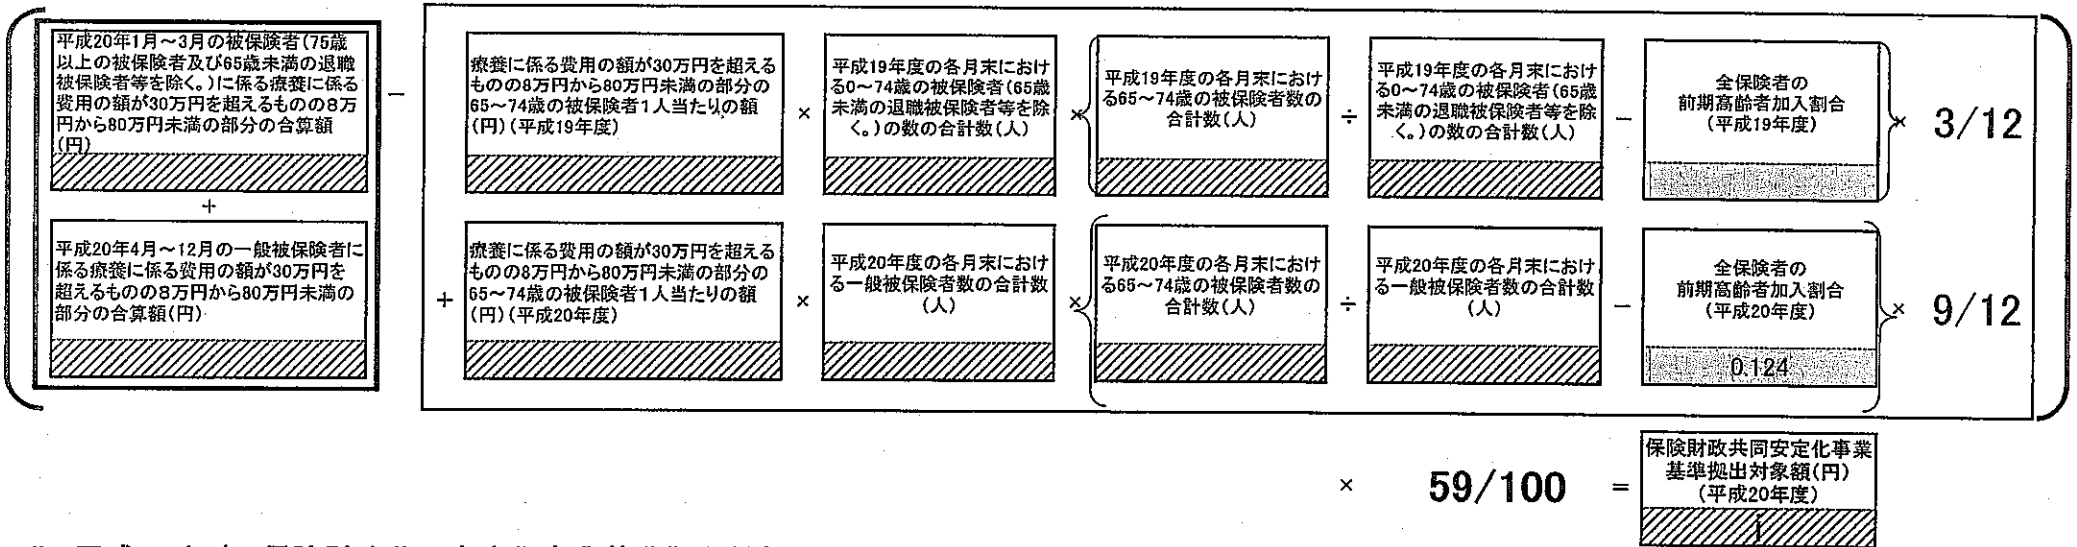 平成20年1月～3月の被保険者(75歳
以上の被保険者及び65歳未満の退職
被保険者等を除く。)に係る療養に係る
費用の額が30万円を超えるものの8万
円から80万円未満の部分の合算額
(円)
－
療養に係る費用の額が30万円を超える
ものの8万円から80万円未満の部分の
65～74歳の被保険者1人当たりの額
(円)(平成19年度)
×
平成19年度の各月末におけ
る0～74歳の被保険者(65歳
未満の退職被保険者等を除
く。)の数の合計数(人)
×
平成19年度の各月末におけ
る65～74歳の被保険者数の
合計数(人)
÷
平成19年度の各月末におけ
る0～74歳の被保険者(65歳
未満の退職被保険者等を除
く。)の数の合計数(人)
－
全保険者の
前期高齢者加入割合
(平成19年度)
× 3/12
+
平成20年4月～12月の一般被保険者に
係る療養に係る費用の額が30万円を
超えるものの8万円から80万円未満の
部分の合算額(円)
+
療養に係る費用の額が30万円を超える
ものの8万円から80万円未満の部分の
65～74歳の被保険者1人当たりの額
(円)(平成20年度)
×
平成20年度の各月末におけ
る一般被保険者数の合計数
(人)
×
平成20年度の各月末におけ
る65～74歳の被保険者数の
合計数(人)
÷
平成20年度の各月末におけ
る一般被保険者数の合計数
(人)
－
全保険者の
前期高齢者加入割合
(平成20年度)
0.124
× 9/12
× 59/100 =
保険財政共同安定化事業
基準拠出対象額(円)
(平成20年度)
i